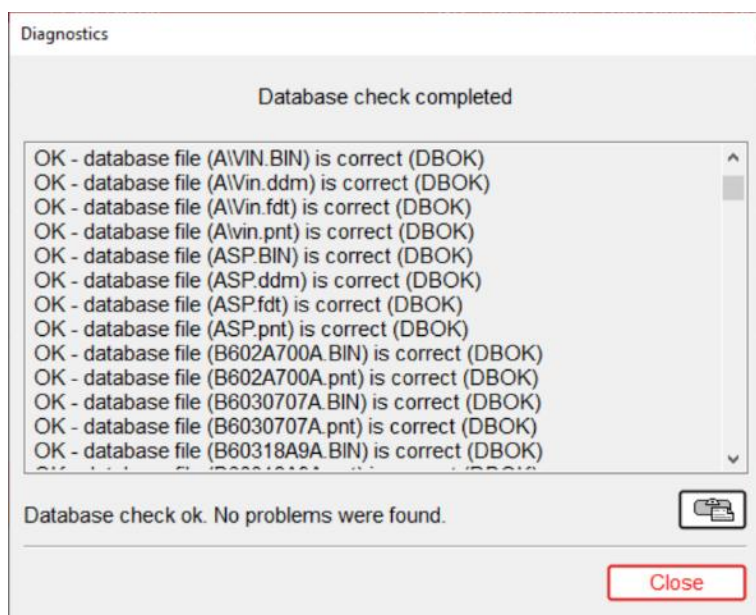 Diagnostics
Database check completed
OK - database file (A\VIN.BIN) is correct (DBOK)
OK - database file (A\Vin.ddm) is correct (DBOK)
OK - database file (A\Vin.fdt) is correct (DBOK)
OK - database file (A\vin.pnt) is correct (DBOK)
OK - database file (ASP.BIN) is correct (DBOK)
OK - database file (ASP.ddm) is correct (DBOK)
OK - database file (ASP.fdt) is correct (DBOK)
OK - database file (ASP.pnt) is correct (DBOK)
OK - database file (B602A700A.BIN) is correct (DBOK)
OK - database file (B602A700A.pnt) is correct (DBOK)
OK - database file (B6030707A.BIN) is correct (DBOK)
OK - database file (B6030707A.pnt) is correct (DBOK)
OK - database file (B60318A9A.BIN) is correct (DBOK)
Database check ok. No problems were found.
Close